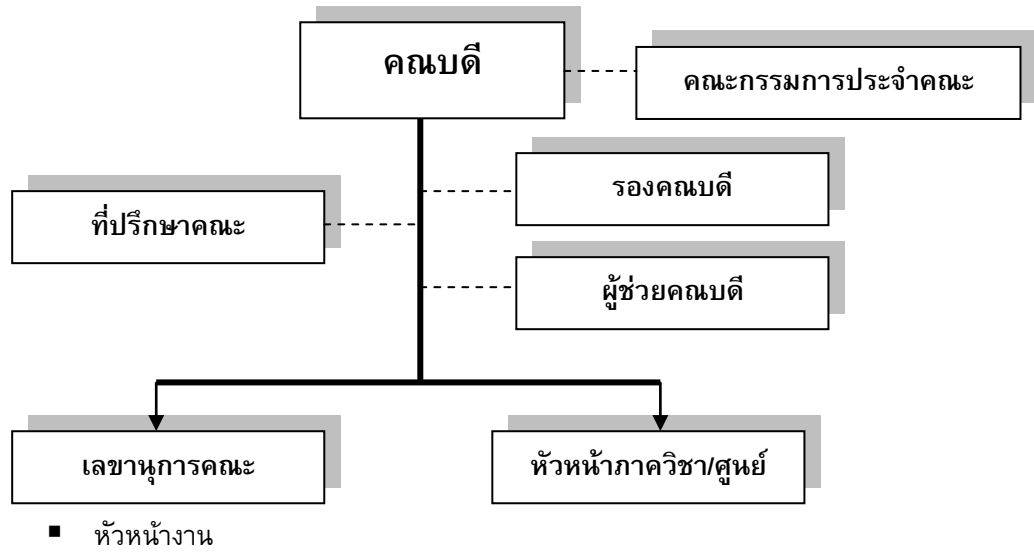 คณบดี
คณะกรรมการประจำคณะ
รองคณบดี
ที่ปรึกษาคณะ
ผู้ช่วยคณบดี
เลขานุการคณะ
หัวหน้าภาควิชา/ศูนย์
▪ หัวหน้างาน